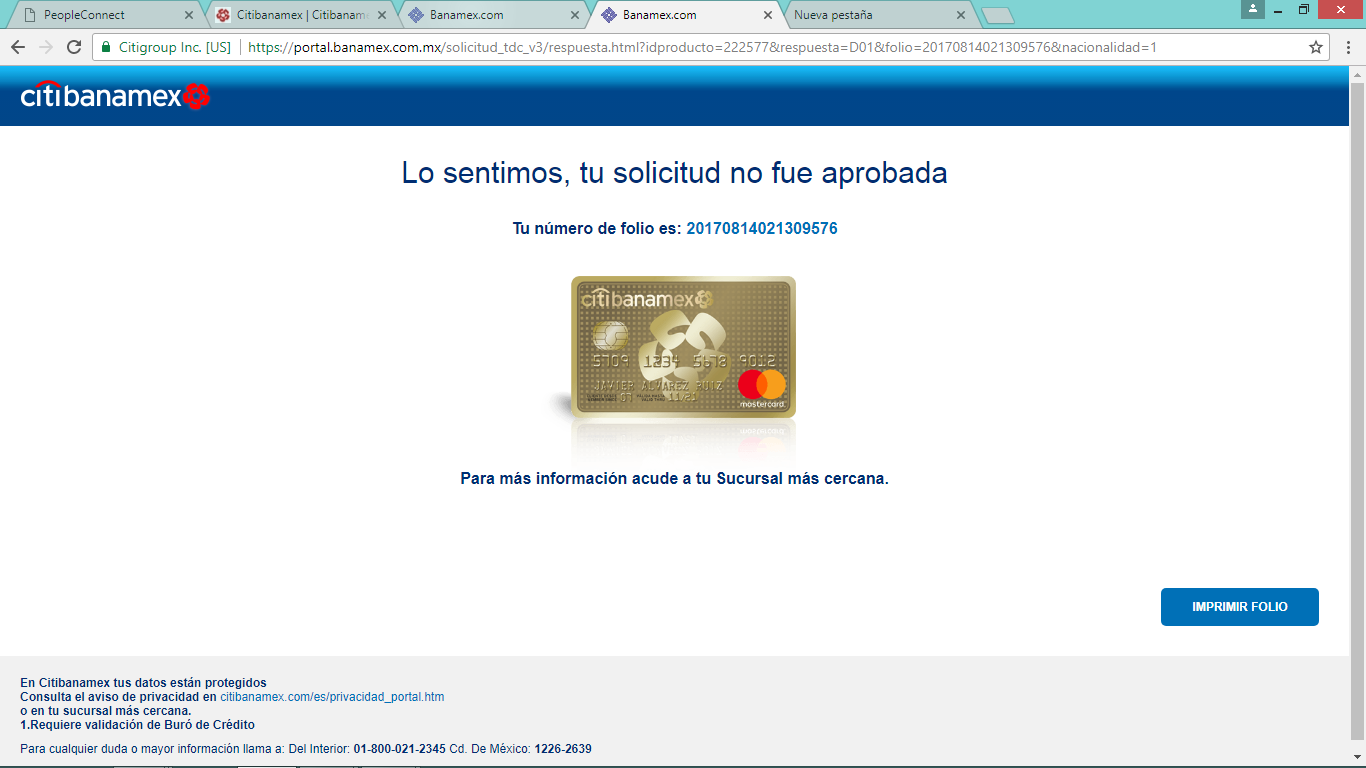 PeopleConnect
Citibanamex | Citibanam
Banamex.com
Banamex.com
Nueva pestaña
Citigroup Inc. [US]
https://portal.banamex.com.mx/solicitud_tdc_v3/respuesta.html?idproducto=222577&respuesta=D01&folio=20170814021309576&nacionalidad=1
citibanamex
Lo sentimos, tu solicitud no fue aprobada
Tu número de folio es: 20170814021309576
citibanamex
5709 1234 5678 9012
JAVIER ALVAREZ RUIZ
07 11/21
mastercard
Para más información acude a tu Sucursal más cercana.
IMPRIMIR FOLIO
En Citibanamex tus datos están protegidos
Consulta el aviso de privacidad en citibanamex.com/es/privacidad_portal.htm
o en tu sucursal más cercana.
1.Requiere validación de Buró de Crédito
Para cualquier duda o mayor información llama a: Del Interior: 01-800-021-2345 Cd. De México: 1226-2639